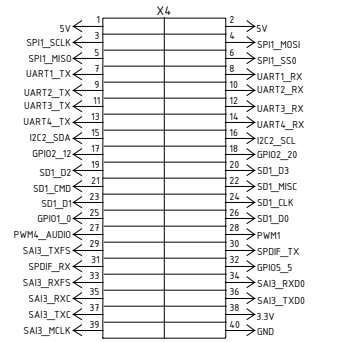 X4
5V 1 2 5V
SPI1_SCLK 3 4 SPI1_MOSI
SPI1_MISO 5 6 SPI1_SS0
UART1_TX 7 8 UART1_RX
UART2_TX 9 10 UART2_RX
UART3_TX 11 12 UART3_RX
UART4_TX 13 14 UART4_RX
I2C2_SDA 15 16 I2C2_SCL
GPIO2_12 17 18 GPIO2_20
SD1_D2 19 20 SD1_D3
SD1_CMD 21 22 SD1_MISC
SD1_D1 23 24 SD1_CLK
GPIO1_0 25 26 SD1_D0
PWM4_AUDIO 27 28 PWM1
SAI3_TXFS 29 30 SPDIF_TX
SPDIF_RX 31 32 GPIO5_5
SAI3_RXFS 33 34 SAI3_RXD0
SAI3_RXC 35 36 SAI3_TXD0
SAI3_TXC 37 38 3.3V
SAI3_MCLK 39 40 GND